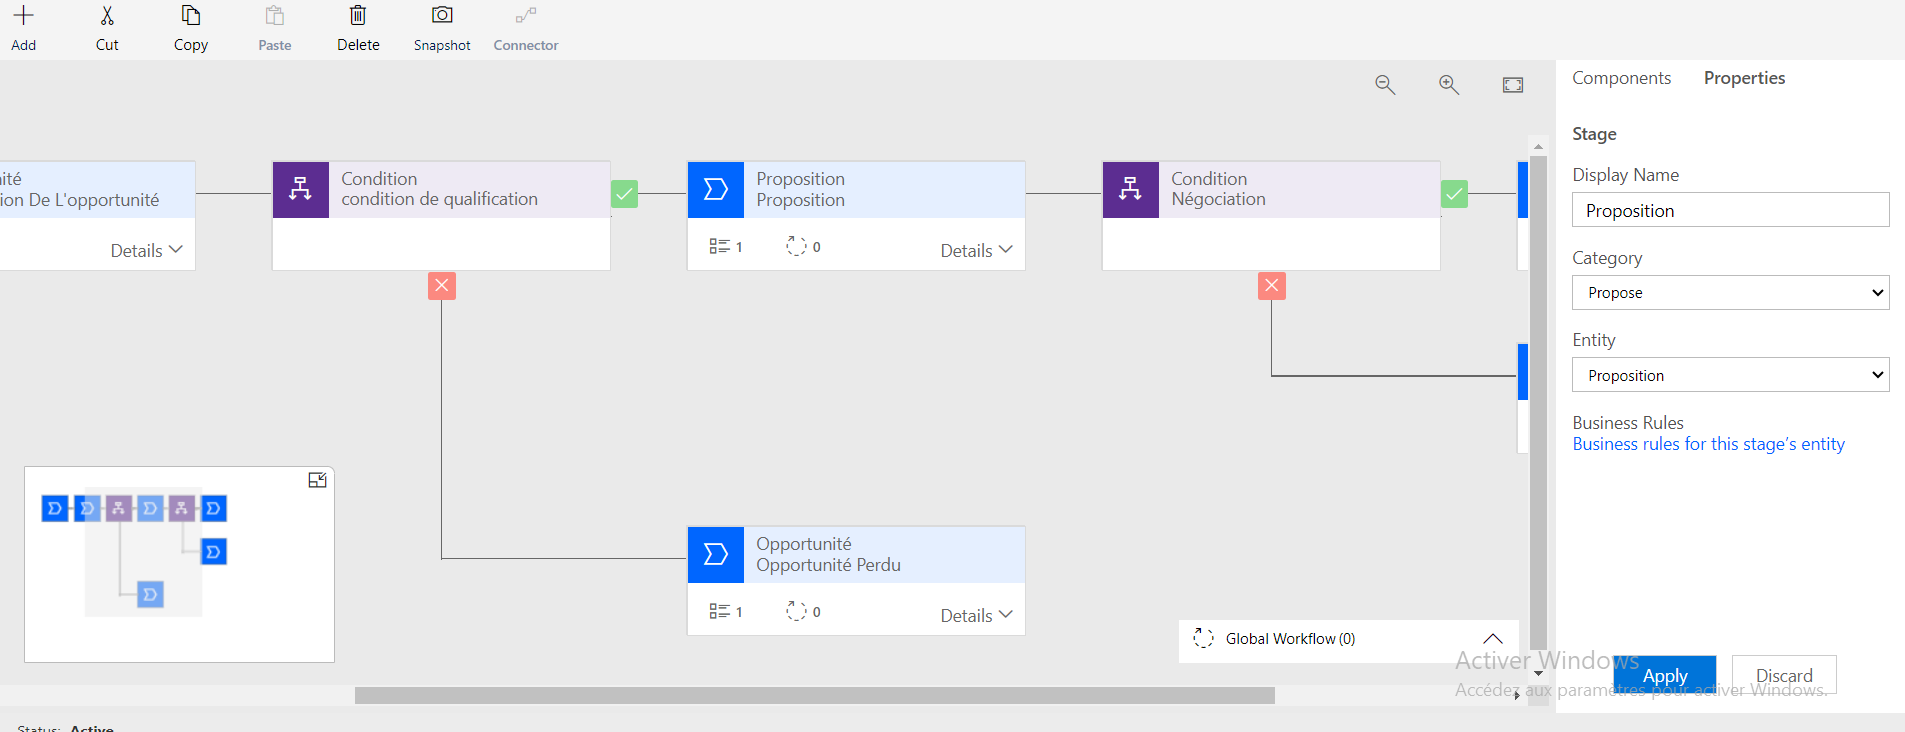 Add
Cut
Copy
Paste
Delete
Snapshot
Connector
Components
Properties
Stage
Display Name
Proposition
Category
Propose
Entity
Proposition
Business Rules
Business rules for this stage's entity
ité
ion De L'opportunité
Details
Condition
condition de qualification
Proposition
Proposition
1
0
Details
Condition
Négociation
Opportunité
Opportunité Perdu
1
0
Details
Global Workflow (0)
Activer Windows
Accédez aux paramètres pour activer Windows.
Apply
Discard
Status: Active